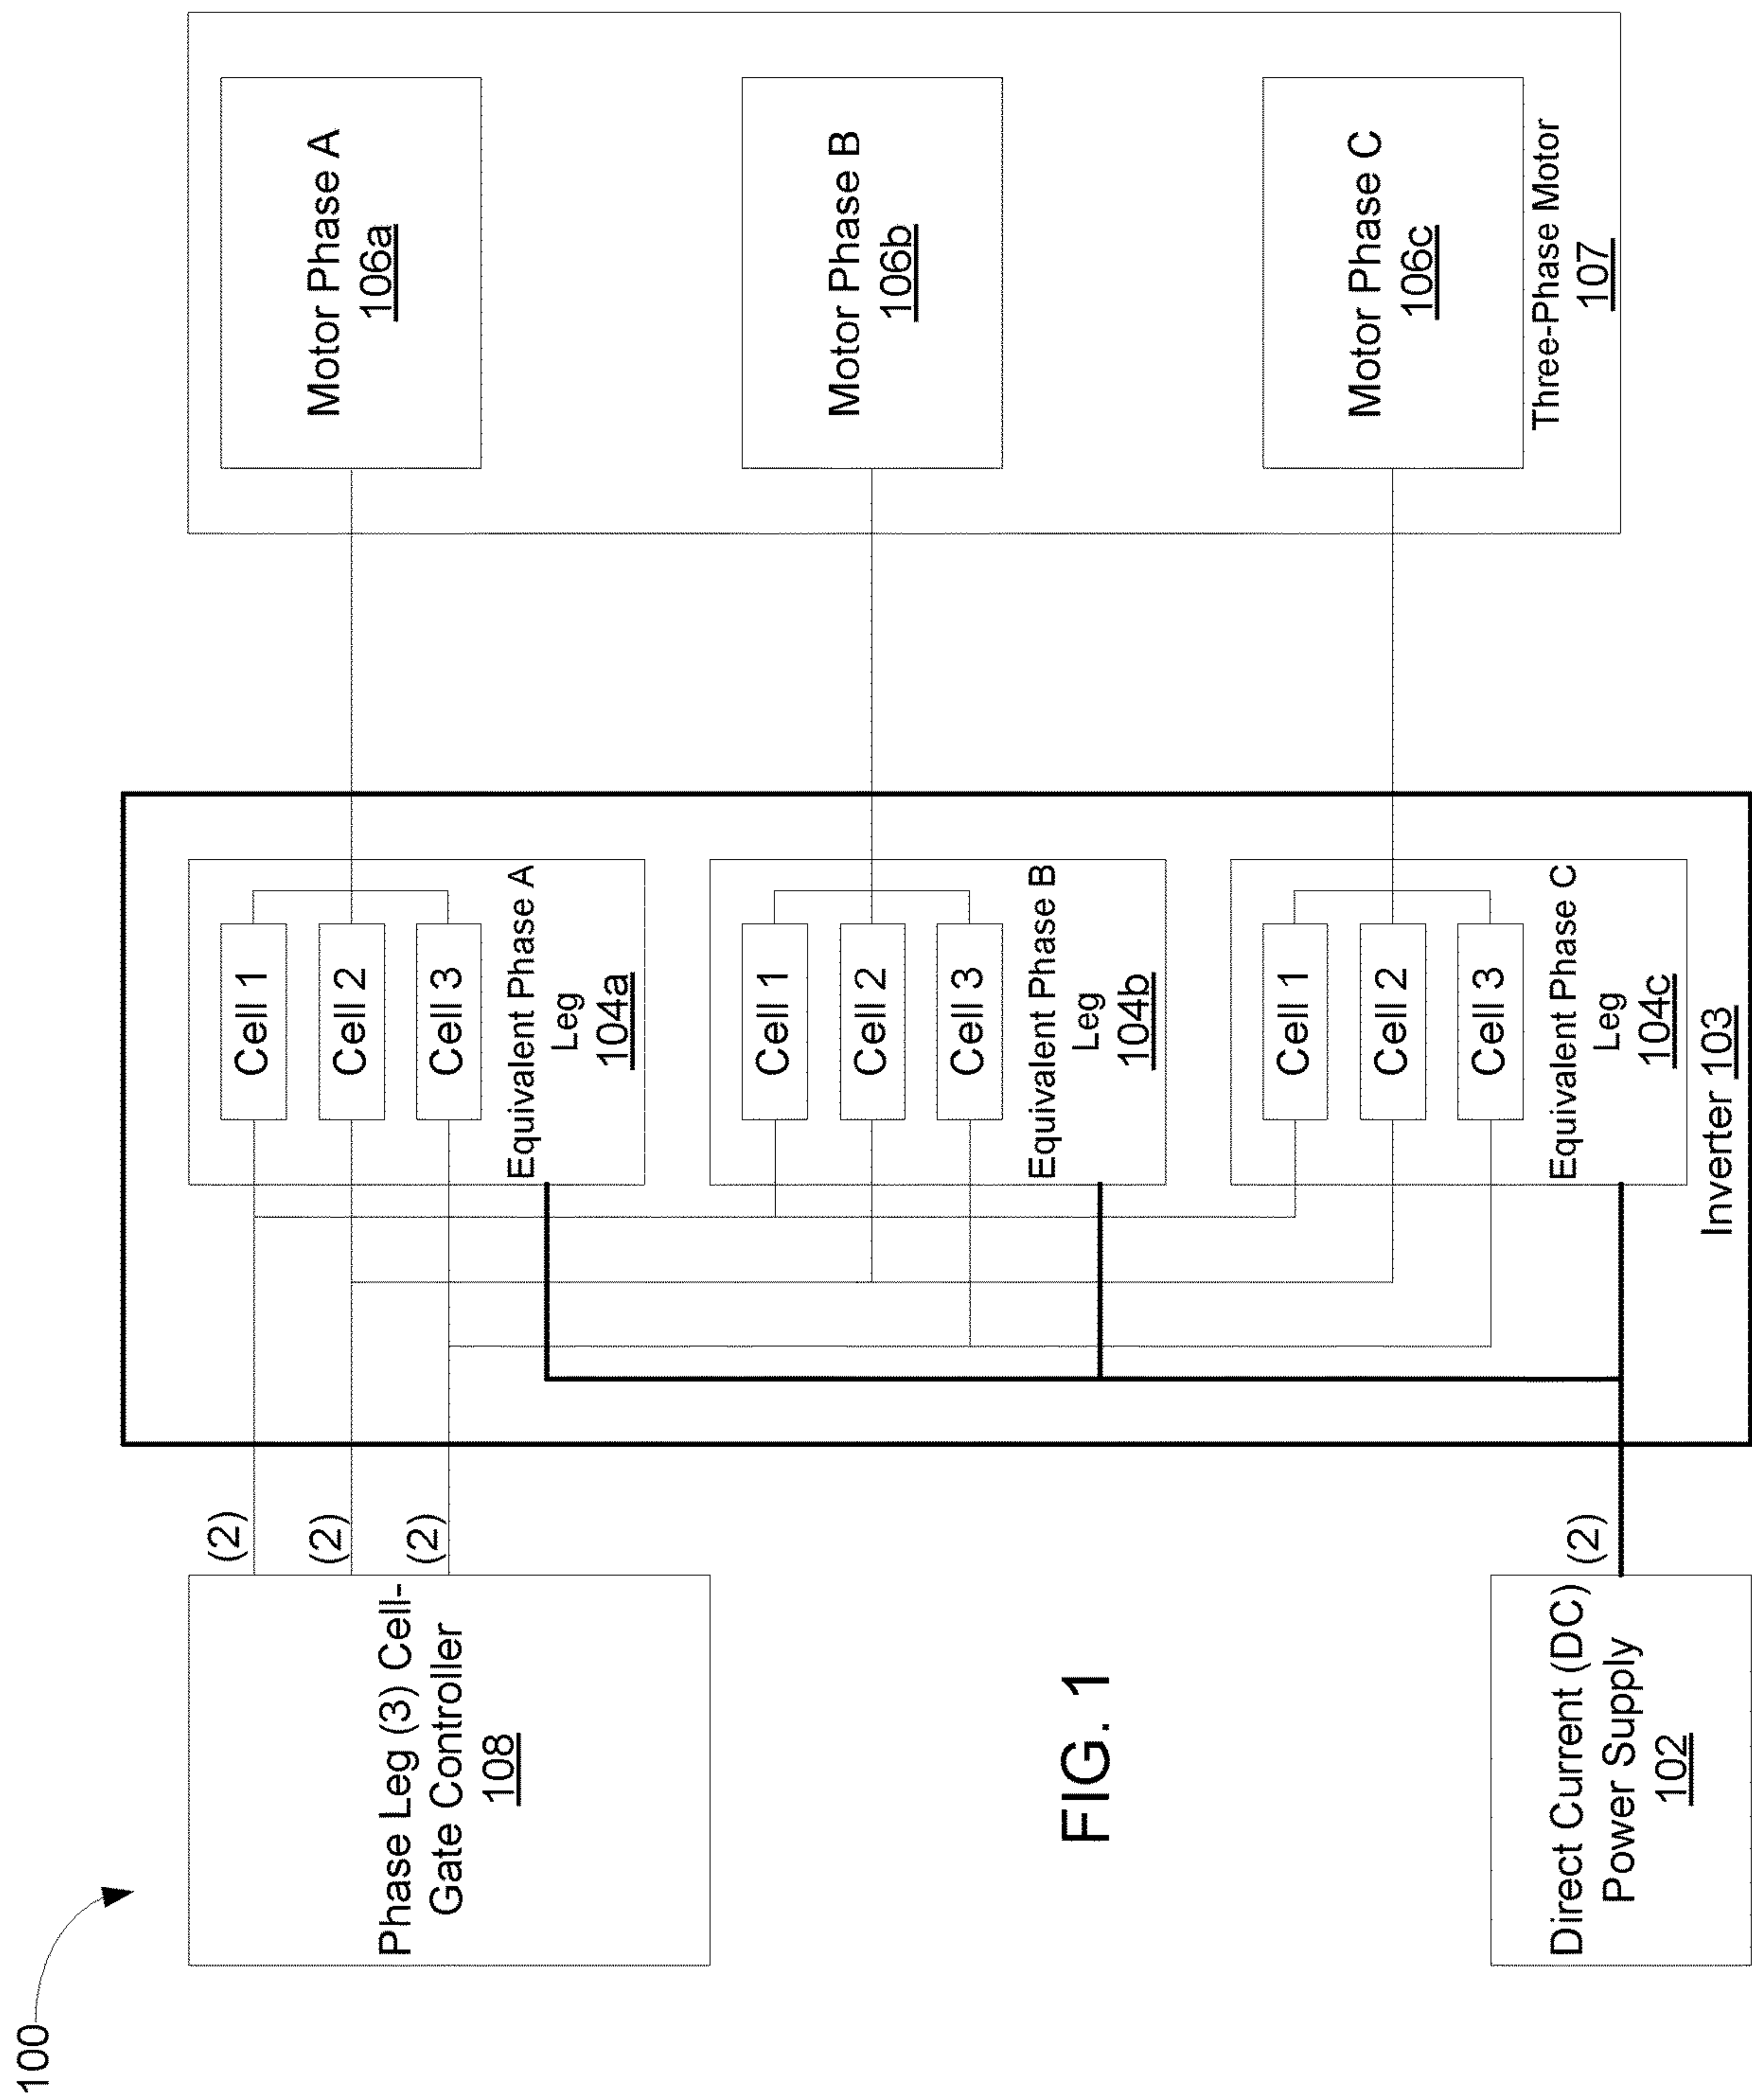 100
Phase Leg (3) Cell-
Gate Controller
108
(2)
(2)
(2)
Direct Current (DC)
Power Supply
102
(2)
Cell 1
Cell 2
Cell 3
Equivalent Phase A
Leg
104a
Cell 1
Cell 2
Cell 3
Equivalent Phase B
Leg
104b
Cell 1
Cell 2
Cell 3
Equivalent Phase C
Leg
104c
Inverter 103
Motor Phase A
106a
Motor Phase B
106b
Motor Phase C
106c
Three-Phase Motor
107
FIG. 1